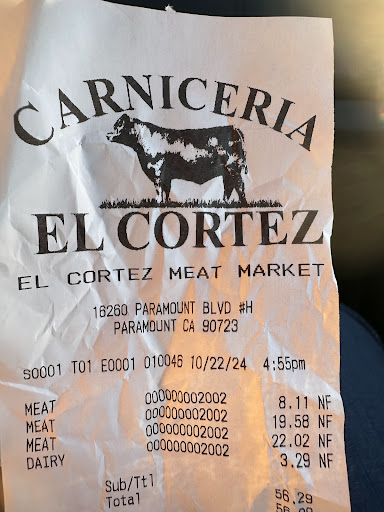 CARNICERIA
EL CORTEZ
EL CORTEZ MEAT MARKET
16260 PARAMOUNT BLVD #H
PARAMOUNT CA 90723
S0001 T01 E0001 010046 10/22/24 4:55pm
MEAT 000000002002 8.11 NF
MEAT 000000002002 19.58 NF
MEAT 000000002002 22.02 NF
DAIRY 000000002002 3.29 NF
Sub/Ttl 56.29
Total